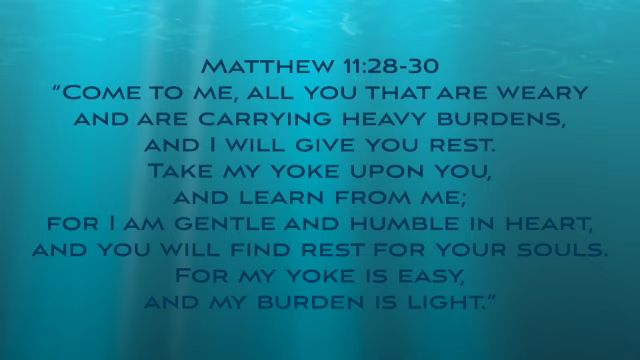 Matthew 11:28-30
“Come to me, all you that are weary
and are carrying heavy burdens,
and I will give you rest.
Take my yoke upon you,
and learn from me;
for I am gentle and humble in heart,
and you will find rest for your souls.
For my yoke is easy,
and my burden is light.”